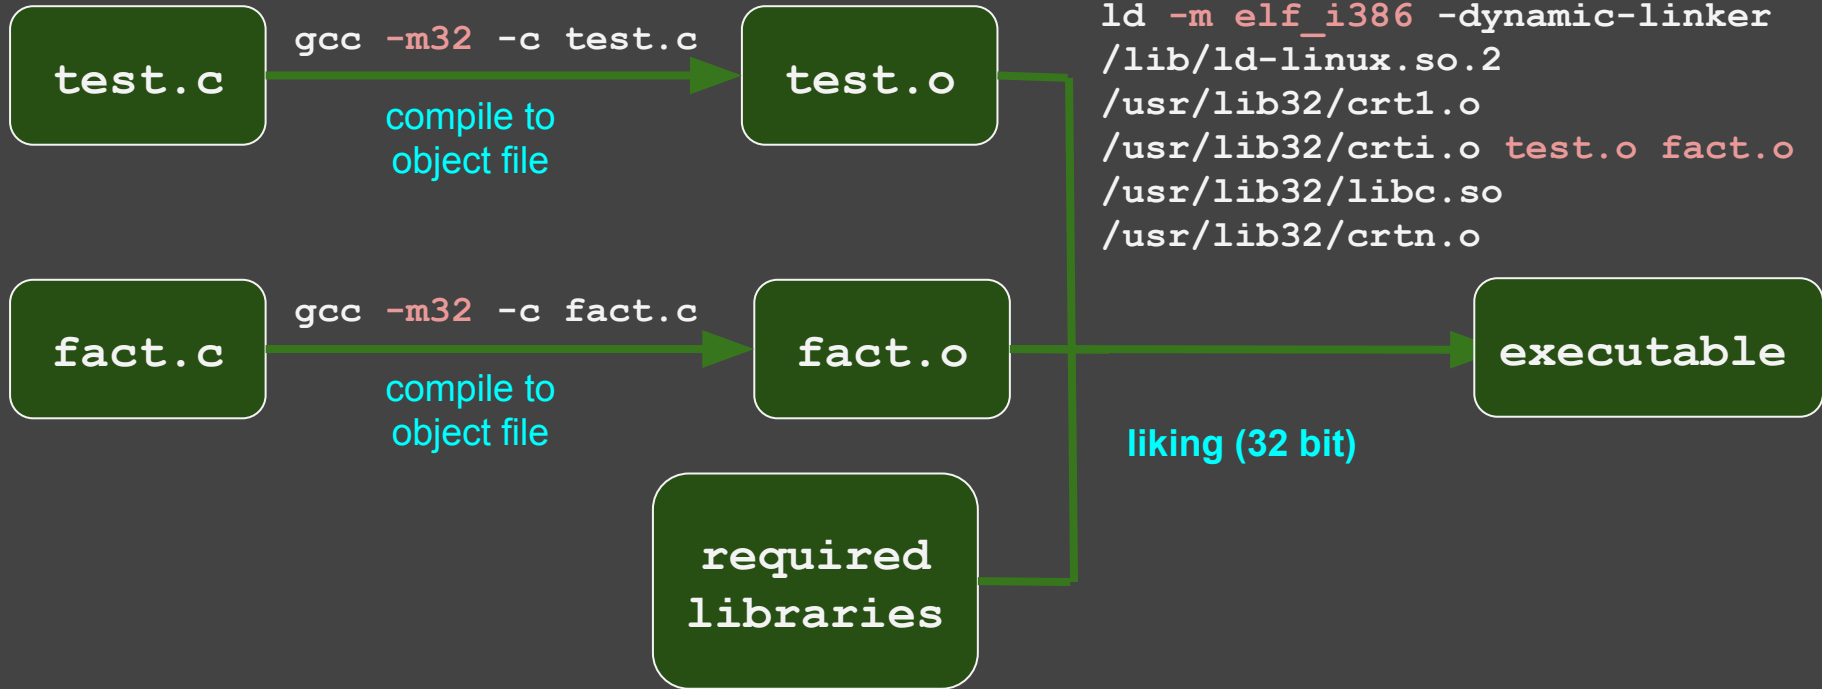 ld -m elf_i386 -dynamic-linker
/lib/ld-linux.so.2
/usr/lib32/crt1.o
/usr/lib32/crti.o test.o fact.o
/usr/lib32/libc.so
/usr/lib32/crtn.o
gcc -m32 -c test.c
test.c
test.o
compile to
object file
gcc -m32 -c fact.c
fact.c
fact.o
executable
compile to
object file
liking (32 bit)
required
libraries